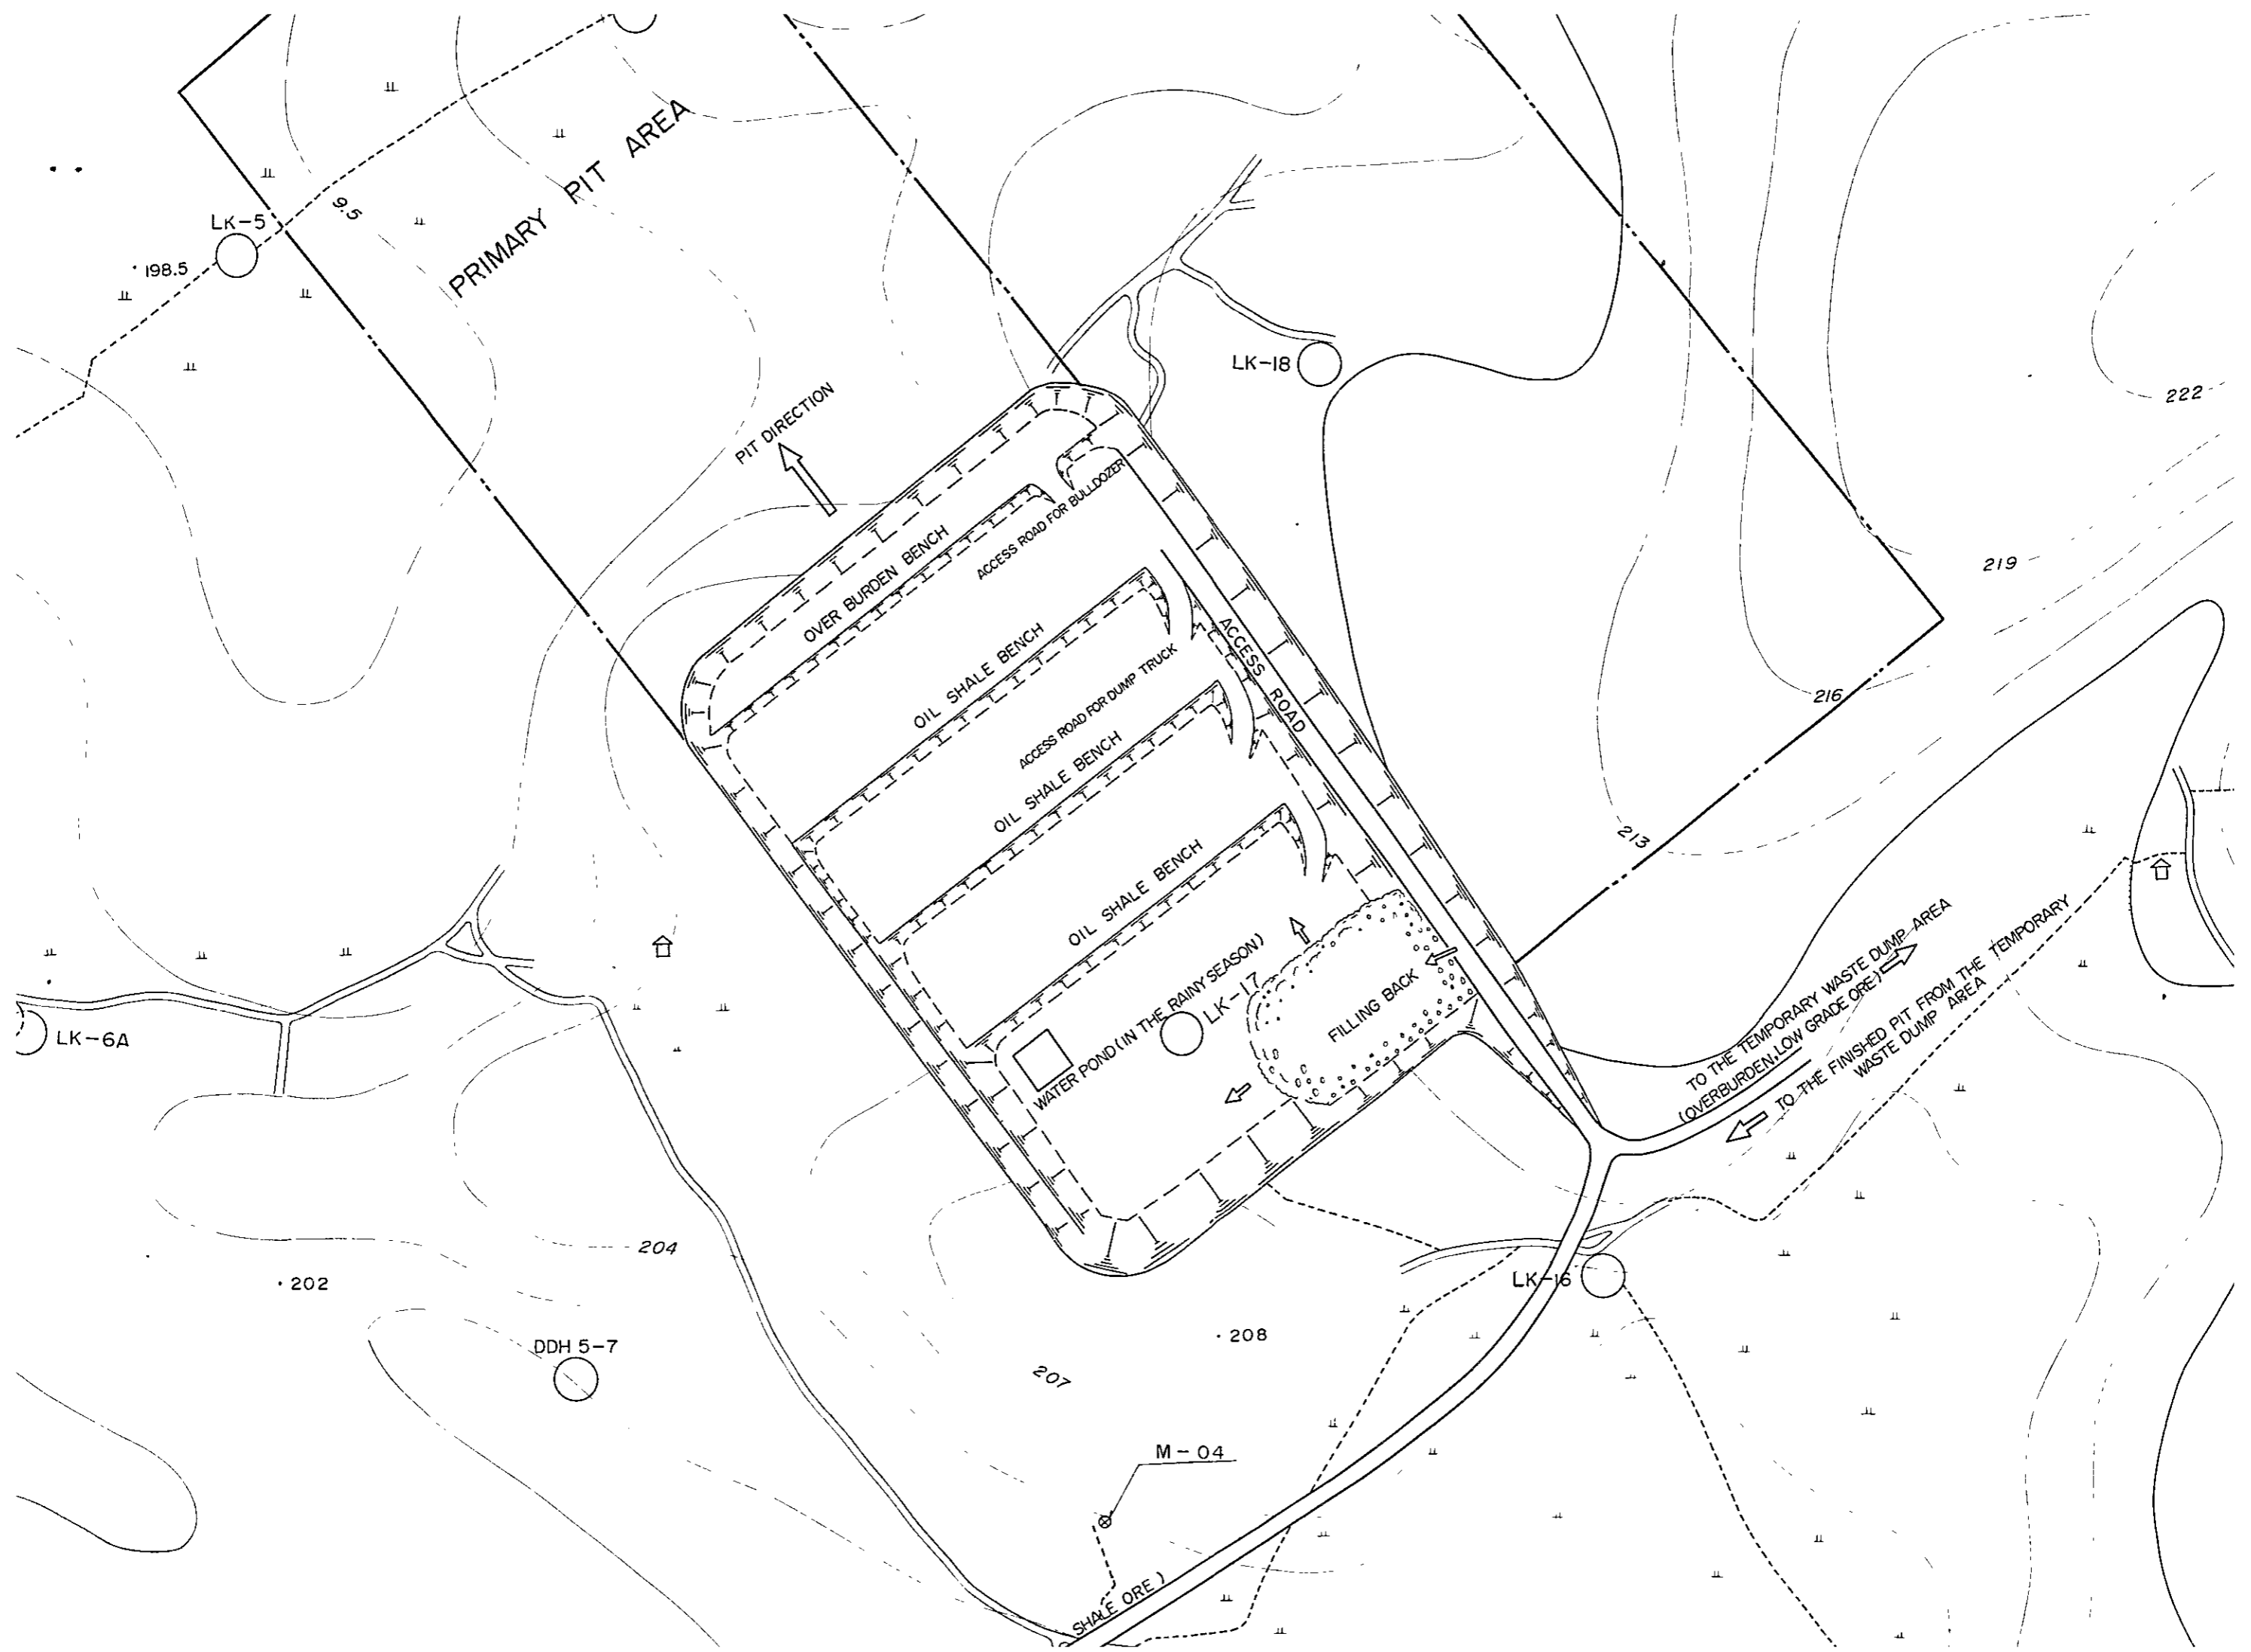 PRIMARY PIT AREA
9.5
LK-5
198.5
LK-18
222
PIT DIRECTION
ACCESS ROAD FOR BULLDOZER
OVER BURDEN BENCH
219
OIL SHALE BENCH
ACCESS ROAD
ACCESS ROAD FOR DUMP TRUCK
216
OIL SHALE BENCH
213
OIL SHALE BENCH
WATER POND (IN THE RAINY SEASON)
LK-17
FILLING BACK
LK-6A
TO THE TEMPORARY WASTE DUMP AREA
(OVERBURDEN, LOW GRADE ORE)
TO THE FINISHED PIT FROM THE TEMPORARY
WASTE DUMP AREA
204
202
LK-16
208
DDH 5-7
207
M-04
SHALE ORE )